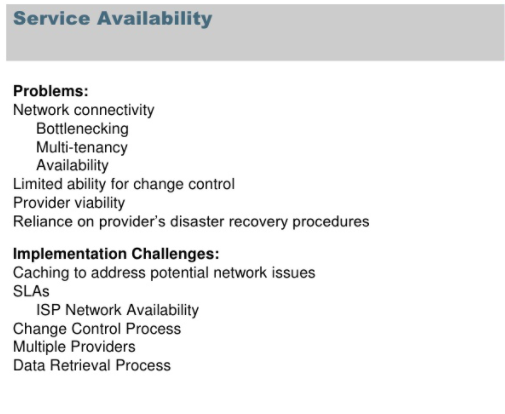 Service Availability
Problems:
Network connectivity
Bottlenecking
Multi-tenancy
Availability
Limited ability for change control
Provider viability
Reliance on provider's disaster recovery procedures
Implementation Challenges:
Caching to address potential network issues
SLAs
ISP Network Availability
Change Control Process
Multiple Providers
Data Retrieval Process